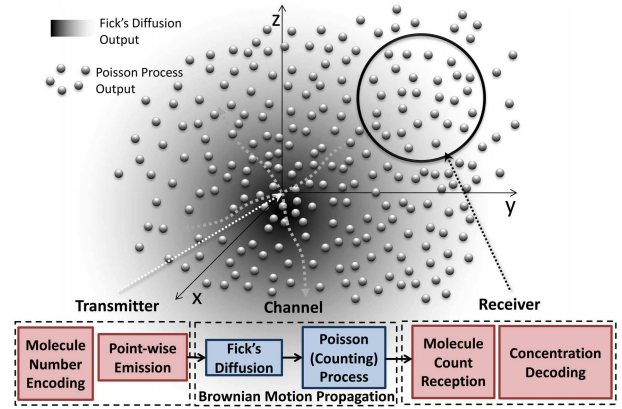 Fick's Diffusion
Output
Poisson Process
Output
z
y
x
Transmitter
Channel
Receiver
Molecule
Number
Encoding
Point-wise
Emission
Fick's
Diffusion
Poisson
(Counting)
Process
Brownian Motion Propagation
Molecule
Count
Reception
Concentration
Decoding